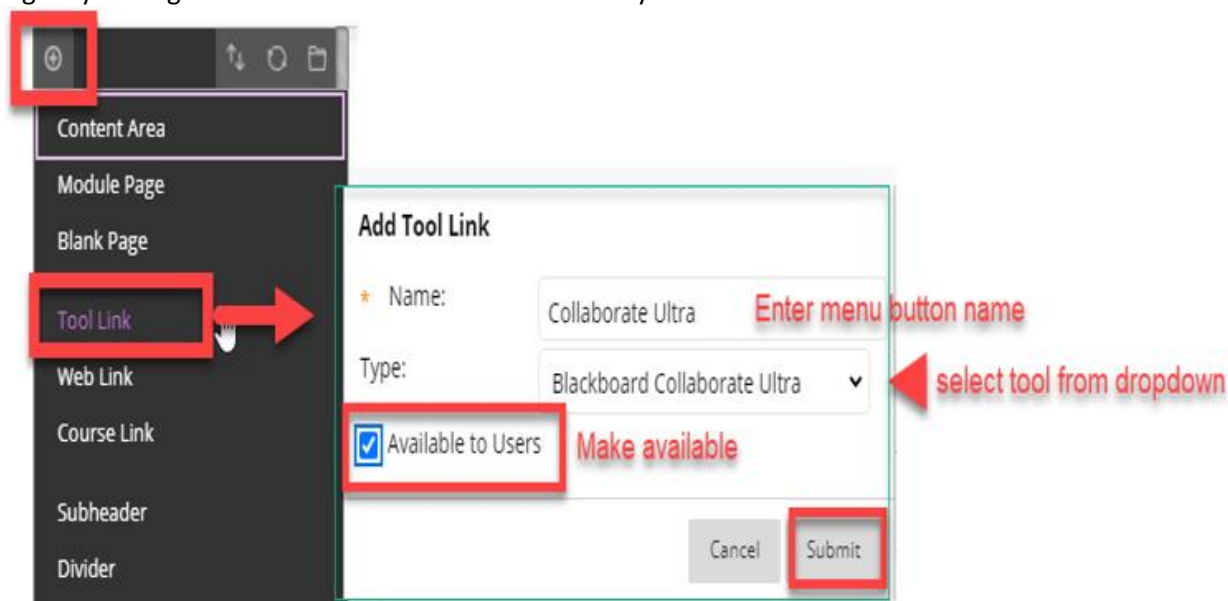 Content Area
Module Page
Blank Page
Tool Link
Web Link
Course Link
Subheader
Divider
Add Tool Link
* Name:
Collaborate Ultra
Enter menu button name
Type:
Blackboard Collaborate Ultra
select tool from dropdown
Available to Users
Make available
Cancel
Submit